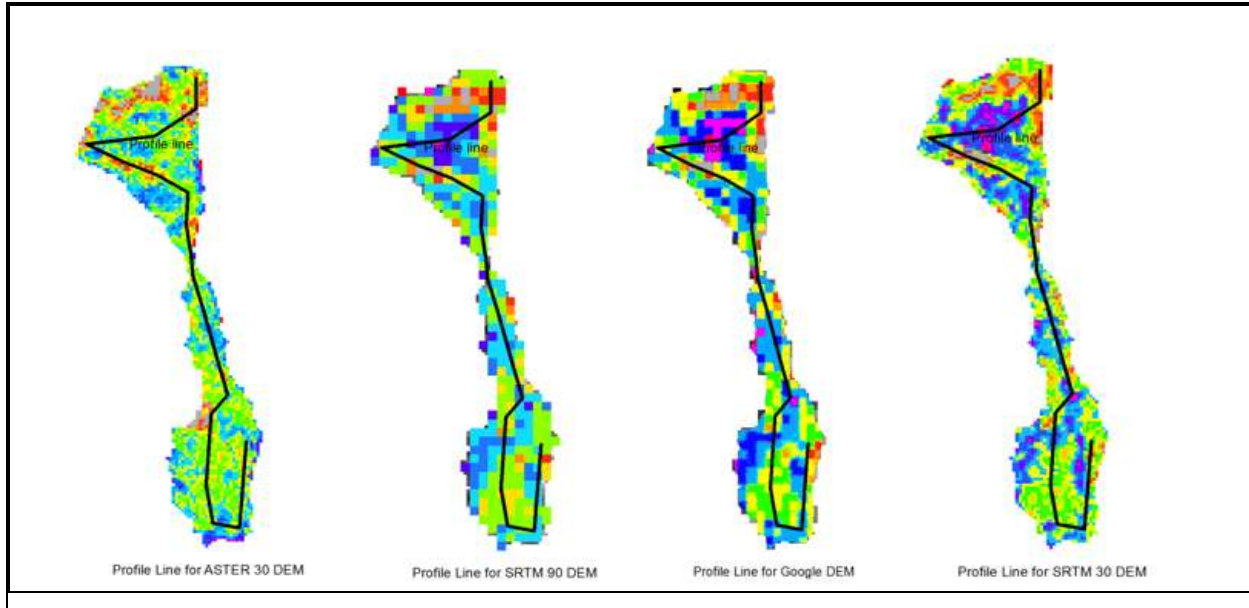 Profile line
Profile line
Profile line
Profile line
Profile Line for ASTER 30 DEM
Profile Line for SRTM 90 DEM
Profile Line for Google DEM
Profile Line for SRTM 30 DEM